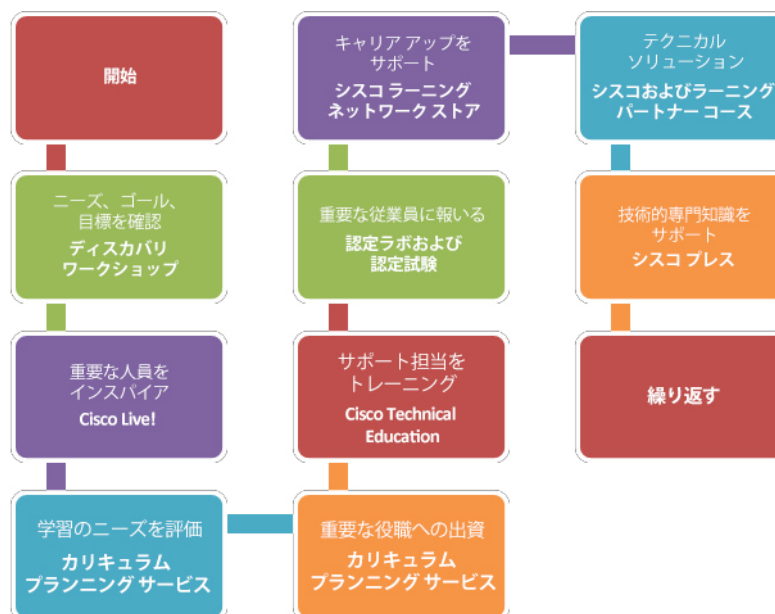 開始
ニーズ、ゴール、
目標を確認
ディスカバリ
ワークショップ
重要な人員を
インスパイア
Cisco Live!
学習のニーズを評価
カリキュラム
プランニング サービス
重要な役職への出資
カリキュラム
プランニング サービス
サポート担当を
トレーニング
Cisco Technical
Education
重要な従業員に報いる
認定ラボおよび
認定試験
キャリア アップを
サポート
シスコ ラーニング
ネットワーク ストア
テクニカル
ソリューション
シスコおよびラーニング
パートナー コース
技術的専門知識を
サポート
シスコ プレス
繰り返す